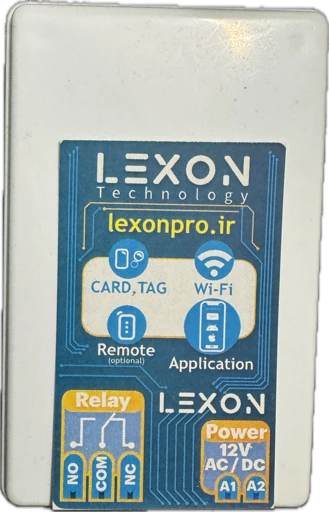 LEXON
Technology
lexonpro.ir
CARD,TAG
Wi-Fi
Remote
(optional)
Application
Relay
NO
COM
NC
LEXON
Power
12V
AC/DC
A1
A2